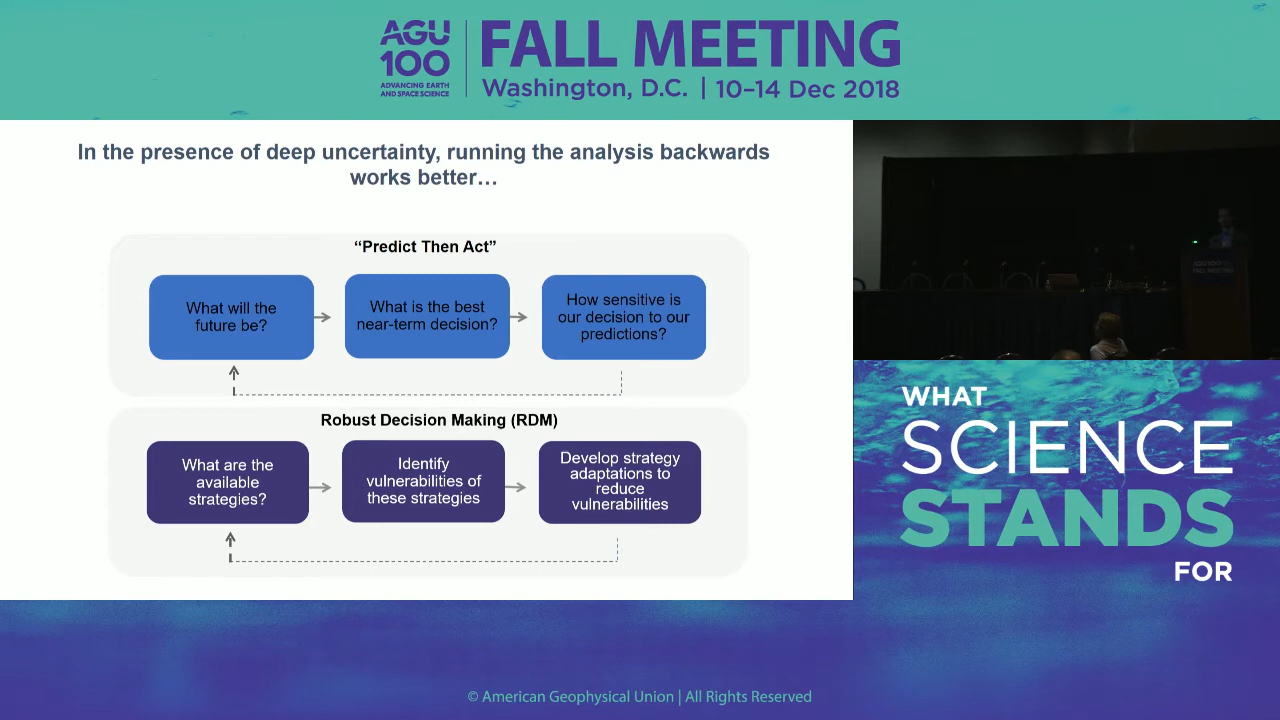 AGU
100
ADVANCING EARTH
AND SPACE SCIENCE
FALL MEETING
Washington, D.C. | 10–14 Dec 2018
In the presence of deep uncertainty, running the analysis backwards
works better…
“Predict Then Act”
What will the
future be?
What is the best
near-term decision?
How sensitive is
our decision to our
predictions?
Robust Decision Making (RDM)
What are the
available
strategies?
Identify
vulnerabilities of
these strategies
Develop strategy
adaptations to
reduce
vulnerabilities
AGU100
FALL MEETING
WHAT
SCIENCE
STANDS
FOR
© American Geophysical Union | All Rights Reserved